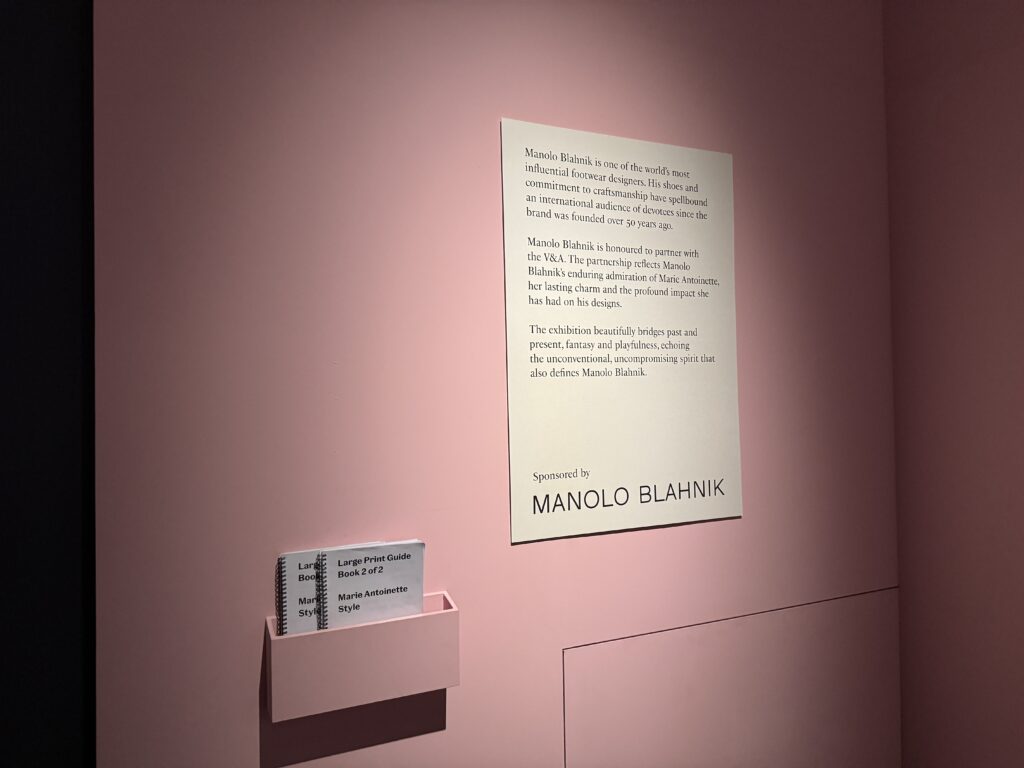 Manolo Blahnik is one of the world's most
influential footwear designers. His shoes and
commitment to craftsmanship have spellbound
an international audience of devotees since the
brand was founded over 50 years ago.
Manolo Blahnik is honoured to partner with
the V&A. The partnership reflects Manolo
Blahnik's enduring admiration of Marie Antoinette,
her lasting charm and the profound impact she
has had on his designs.
The exhibition beautifully bridges past and
present, fantasy and playfulness, echoing
the unconventional, uncompromising spirit that
also defines Manolo Blahnik.
Sponsored by
MANOLO BLAHNIK
Large Print Guide
Book 2 of 2
Marie Antoinette
Style